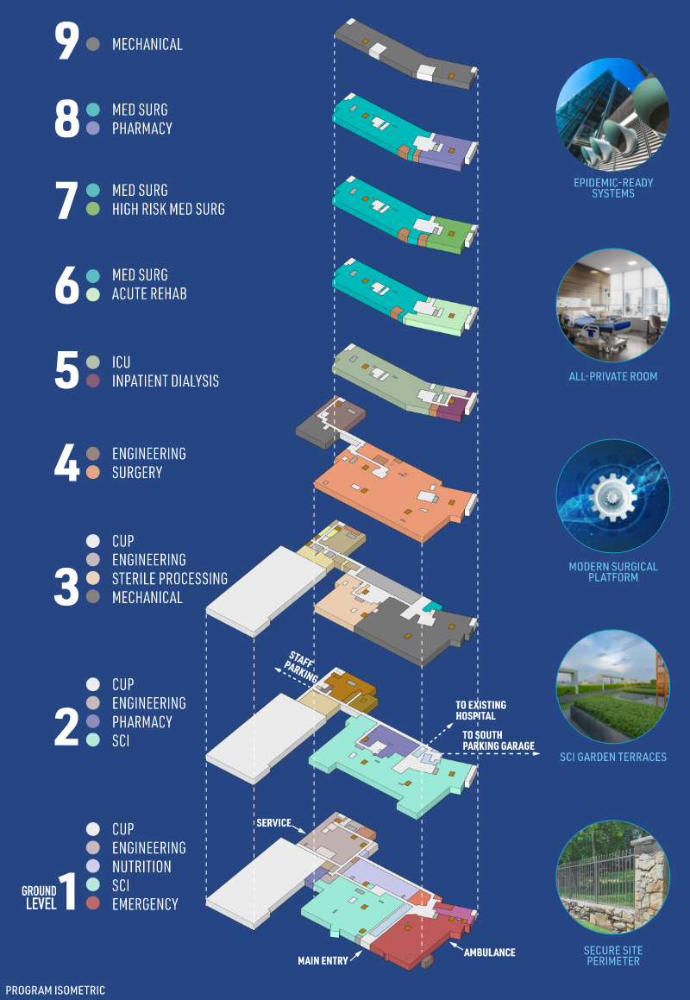 9
MECHANICAL
8
MED SURG
PHARMACY
7
MED SURG
HIGH RISK MED SURG
6
MED SURG
ACUTE REHAB
5
ICU
INPATIENT DIALYSIS
4
ENGINEERING
SURGERY
3
CUP
ENGINEERING
STERILE PROCESSING
MECHANICAL
2
CUP
ENGINEERING
PHARMACY
SCI
STAFF
PARKING
TO EXISTING
HOSPITAL
TO SOUTH
PARKING GARAGE
GROUND
LEVEL
1
CUP
ENGINEERING
NUTRITION
SCI
EMERGENCY
SERVICE
MAIN ENTRY
AMBULANCE
EPIDEMIC-READY
SYSTEMS
ALL-PRIVATE ROOM
MODERN SURGICAL
PLATFORM
SCI GARDEN TERRACES
SECURE SITE
PERIMETER
PROGRAM ISOMETRIC